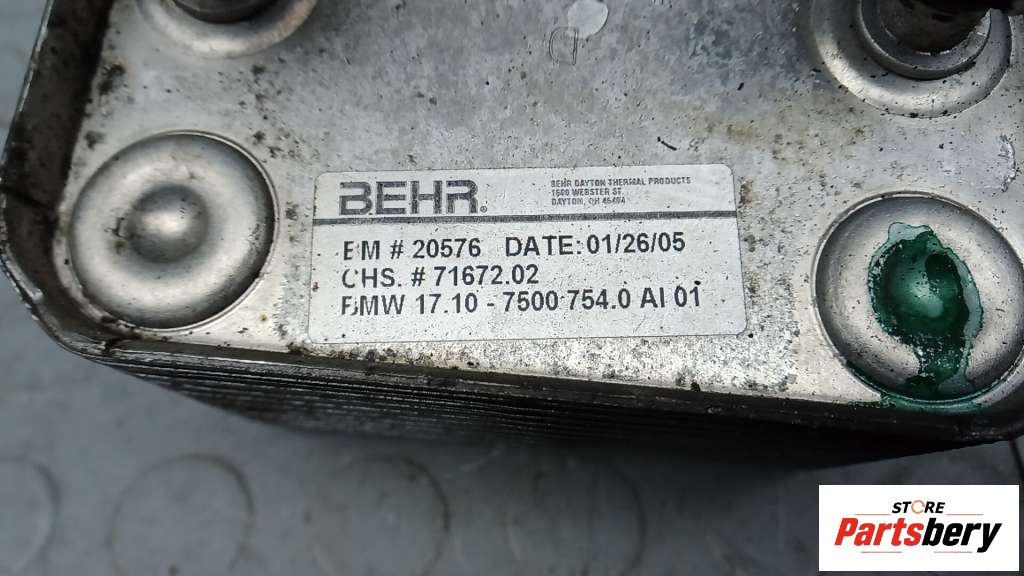 D
BEHR®
BEHR DAYTON THERMAL PRODUCTS
1600 WEBSTER ST.
DAYTON, OH 45404
BM # 20576 DATE: 01/26/05
CHS. # 71672.02
BMW 17.10 - 7500 754.0 AI 01
STORE
Partsbery